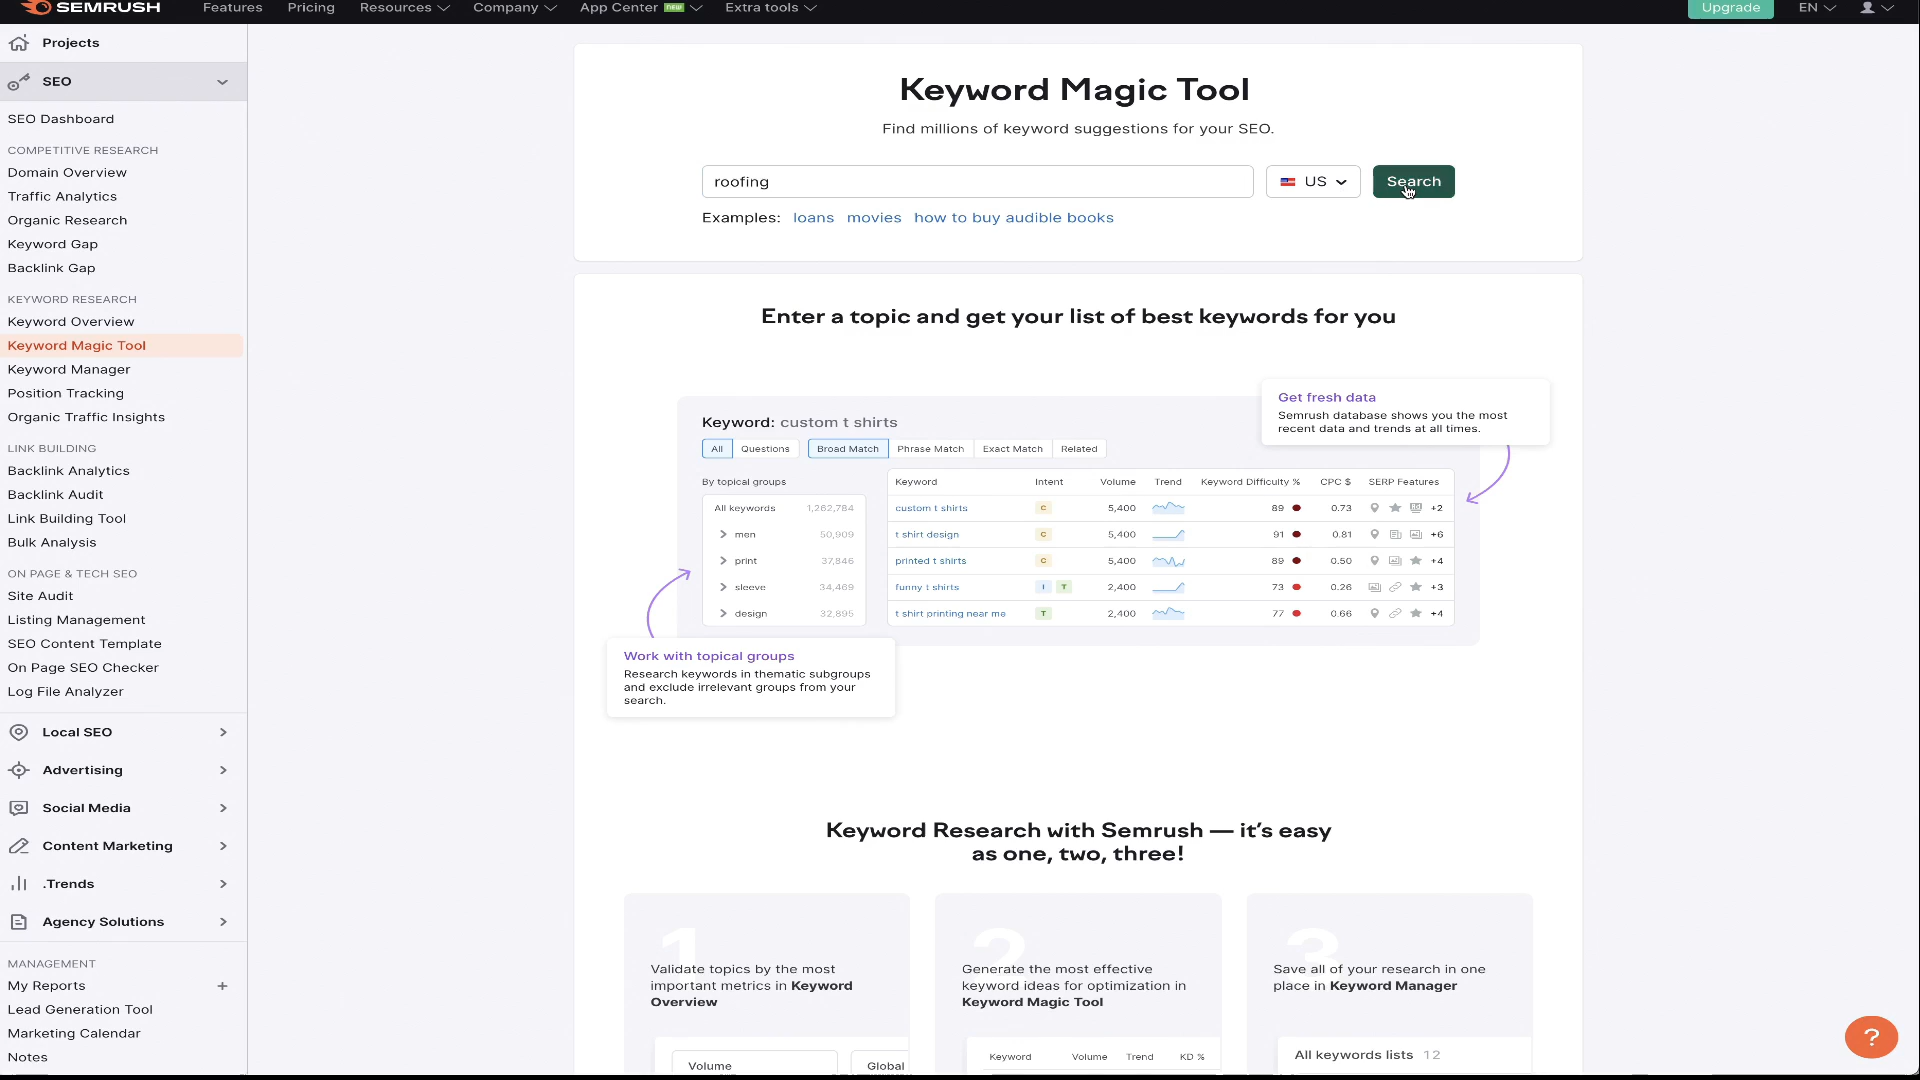 SEMRUSH
Features
Pricing
Resources
Company
App Center new
Extra tools
Upgrade
EN
Projects
SEO
SEO Dashboard
COMPETITIVE RESEARCH
Domain Overview
Traffic Analytics
Organic Research
Keyword Gap
Backlink Gap
KEYWORD RESEARCH
Keyword Overview
Keyword Magic Tool
Keyword Manager
Position Tracking
Organic Traffic Insights
LINK BUILDING
Backlink Analytics
Backlink Audit
Link Building Tool
Bulk Analysis
ON PAGE & TECH SEO
Site Audit
Listing Management
SEO Content Template
On Page SEO Checker
Log File Analyzer
Local SEO
Advertising
Social Media
Content Marketing
.Trends
Agency Solutions
MANAGEMENT
My Reports +
Lead Generation Tool
Marketing Calendar
Notes
Keyword Magic Tool
Find millions of keyword suggestions for your SEO.
roofing
US
Search
Examples: loans movies how to buy audible books
Enter a topic and get your list of best keywords for you
Get fresh data
Semrush database shows you the most
recent data and trends at all times.
Keyword: custom t shirts
All Questions Broad Match Phrase Match Exact Match Related
By topical groups
All keywords 1,262,784
men 50,909
print 37,846
sleeve 34,469
design 32,895
Keyword Intent Volume Trend Keyword Difficulty % CPC $ SERP Features
custom t shirts C 5,400 89 0.73 +2
t shirt design C 5,400 91 0.81 +6
printed t shirts C 5,400 89 0.50 +4
funny t shirts I T 2,400 73 0.26 +3
t shirt printing near me T 2,400 77 0.66 +4
Work with topical groups
Research keywords in thematic subgroups
and exclude irrelevant groups from your
search.
Keyword Research with Semrush — it's easy
as one, two, three!
1
Validate topics by the most
important metrics in Keyword
Overview
Volume
Global
2
Generate the most effective
keyword ideas for optimization in
Keyword Magic Tool
Keyword Volume Trend KD %
3
Save all of your research in one
place in Keyword Manager
All keywords lists 12
?